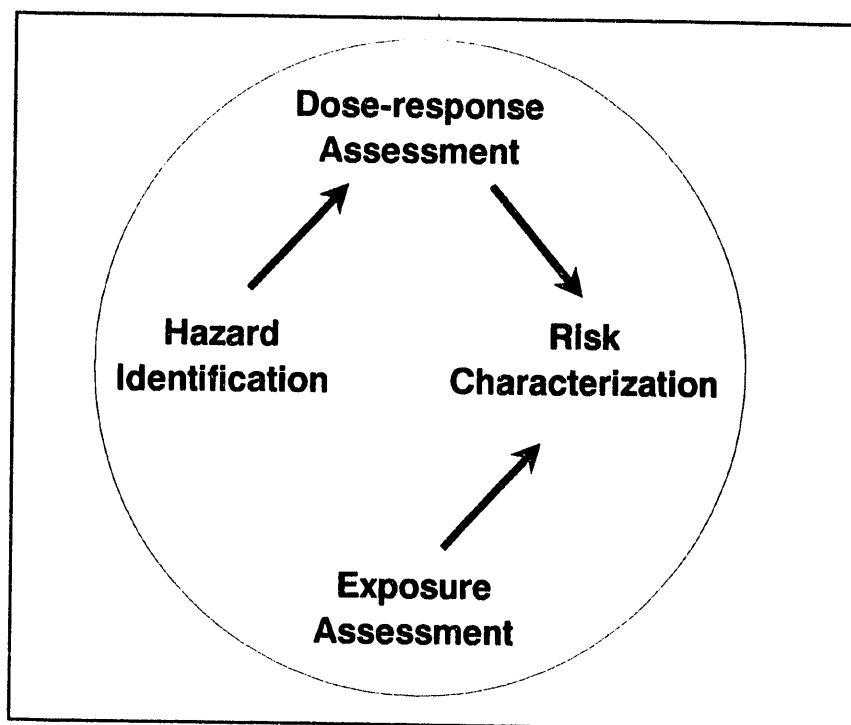 Dose-response
Assessment
Hazard
Identification
Risk
Characterization
Exposure
Assessment